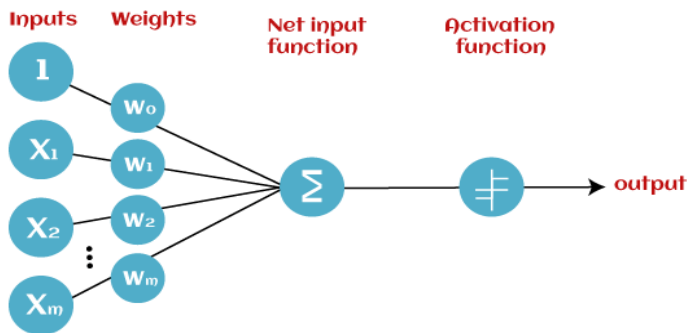 Inputs
Weights
Net input
function
Activation
function
1
w₀
X₁
w₁
X₂
w₂
Xₘ
wₘ
Σ
output